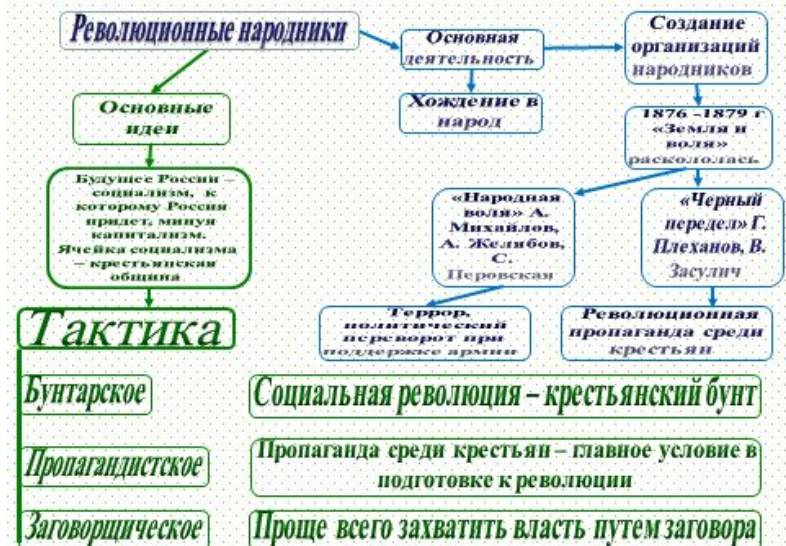 Революционные народники
Основная
деятельность
Создание
организаций
народников
Основные
идеи
Хождение в
народ
1876 -1879 г
«Земля и
воля»
раскололась
Будущее России –
социализм, к
которому Россия
придет, минуя
капитализм.
Ячейка социализма
– крестьянская
община
«Народная
воля» А.
Михайлов,
А. Желябов,
С.
Перовская
«Черный
передел» Г.
Плеханов, В.
Засулич
Террор,
политический
переворот при
поддержке армии
Революционная
пропаганда среди
крестьян
Тактика
Бунтарское
Социальная революция – крестьянский бунт
Пропагандистское
Пропаганда среди крестьян – главное условие в
подготовке к революции
Заговорщическое
Проще всего захватить власть путем заговора